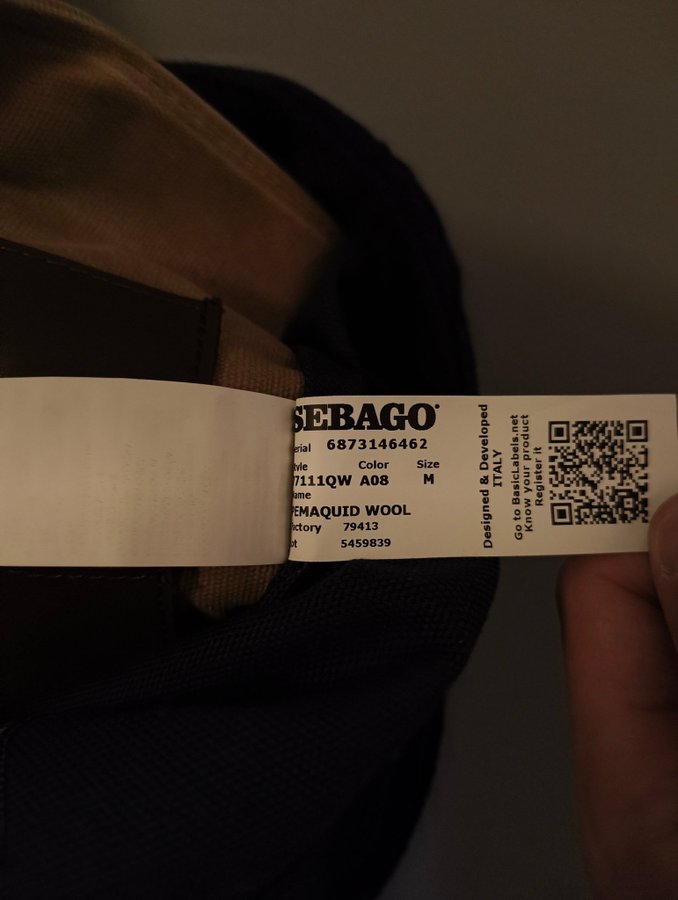 SEBAGO
erial 6873146462
tyle Color Size
7111QW A08 M
ame
PEMAQUID WOOL
actory 79413
ot 5459839
Designed & Developed
ITALY
Go to BasicLabels.net
Know your product
Register it